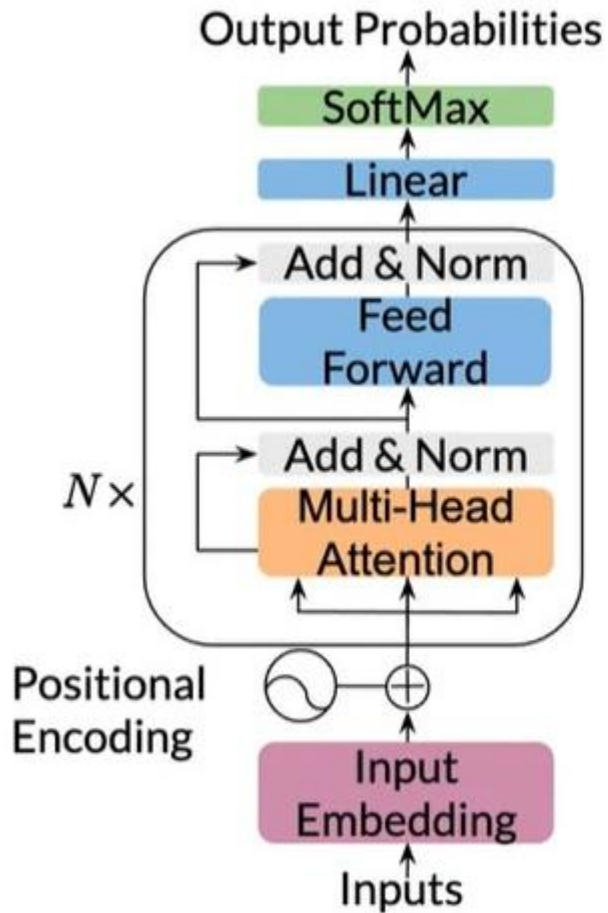 Output Probabilities
SoftMax
Linear
Add & Norm
Feed
Forward
Add & Norm
N×
Multi-Head
Attention
Positional
Encoding
Input
Embedding
Inputs